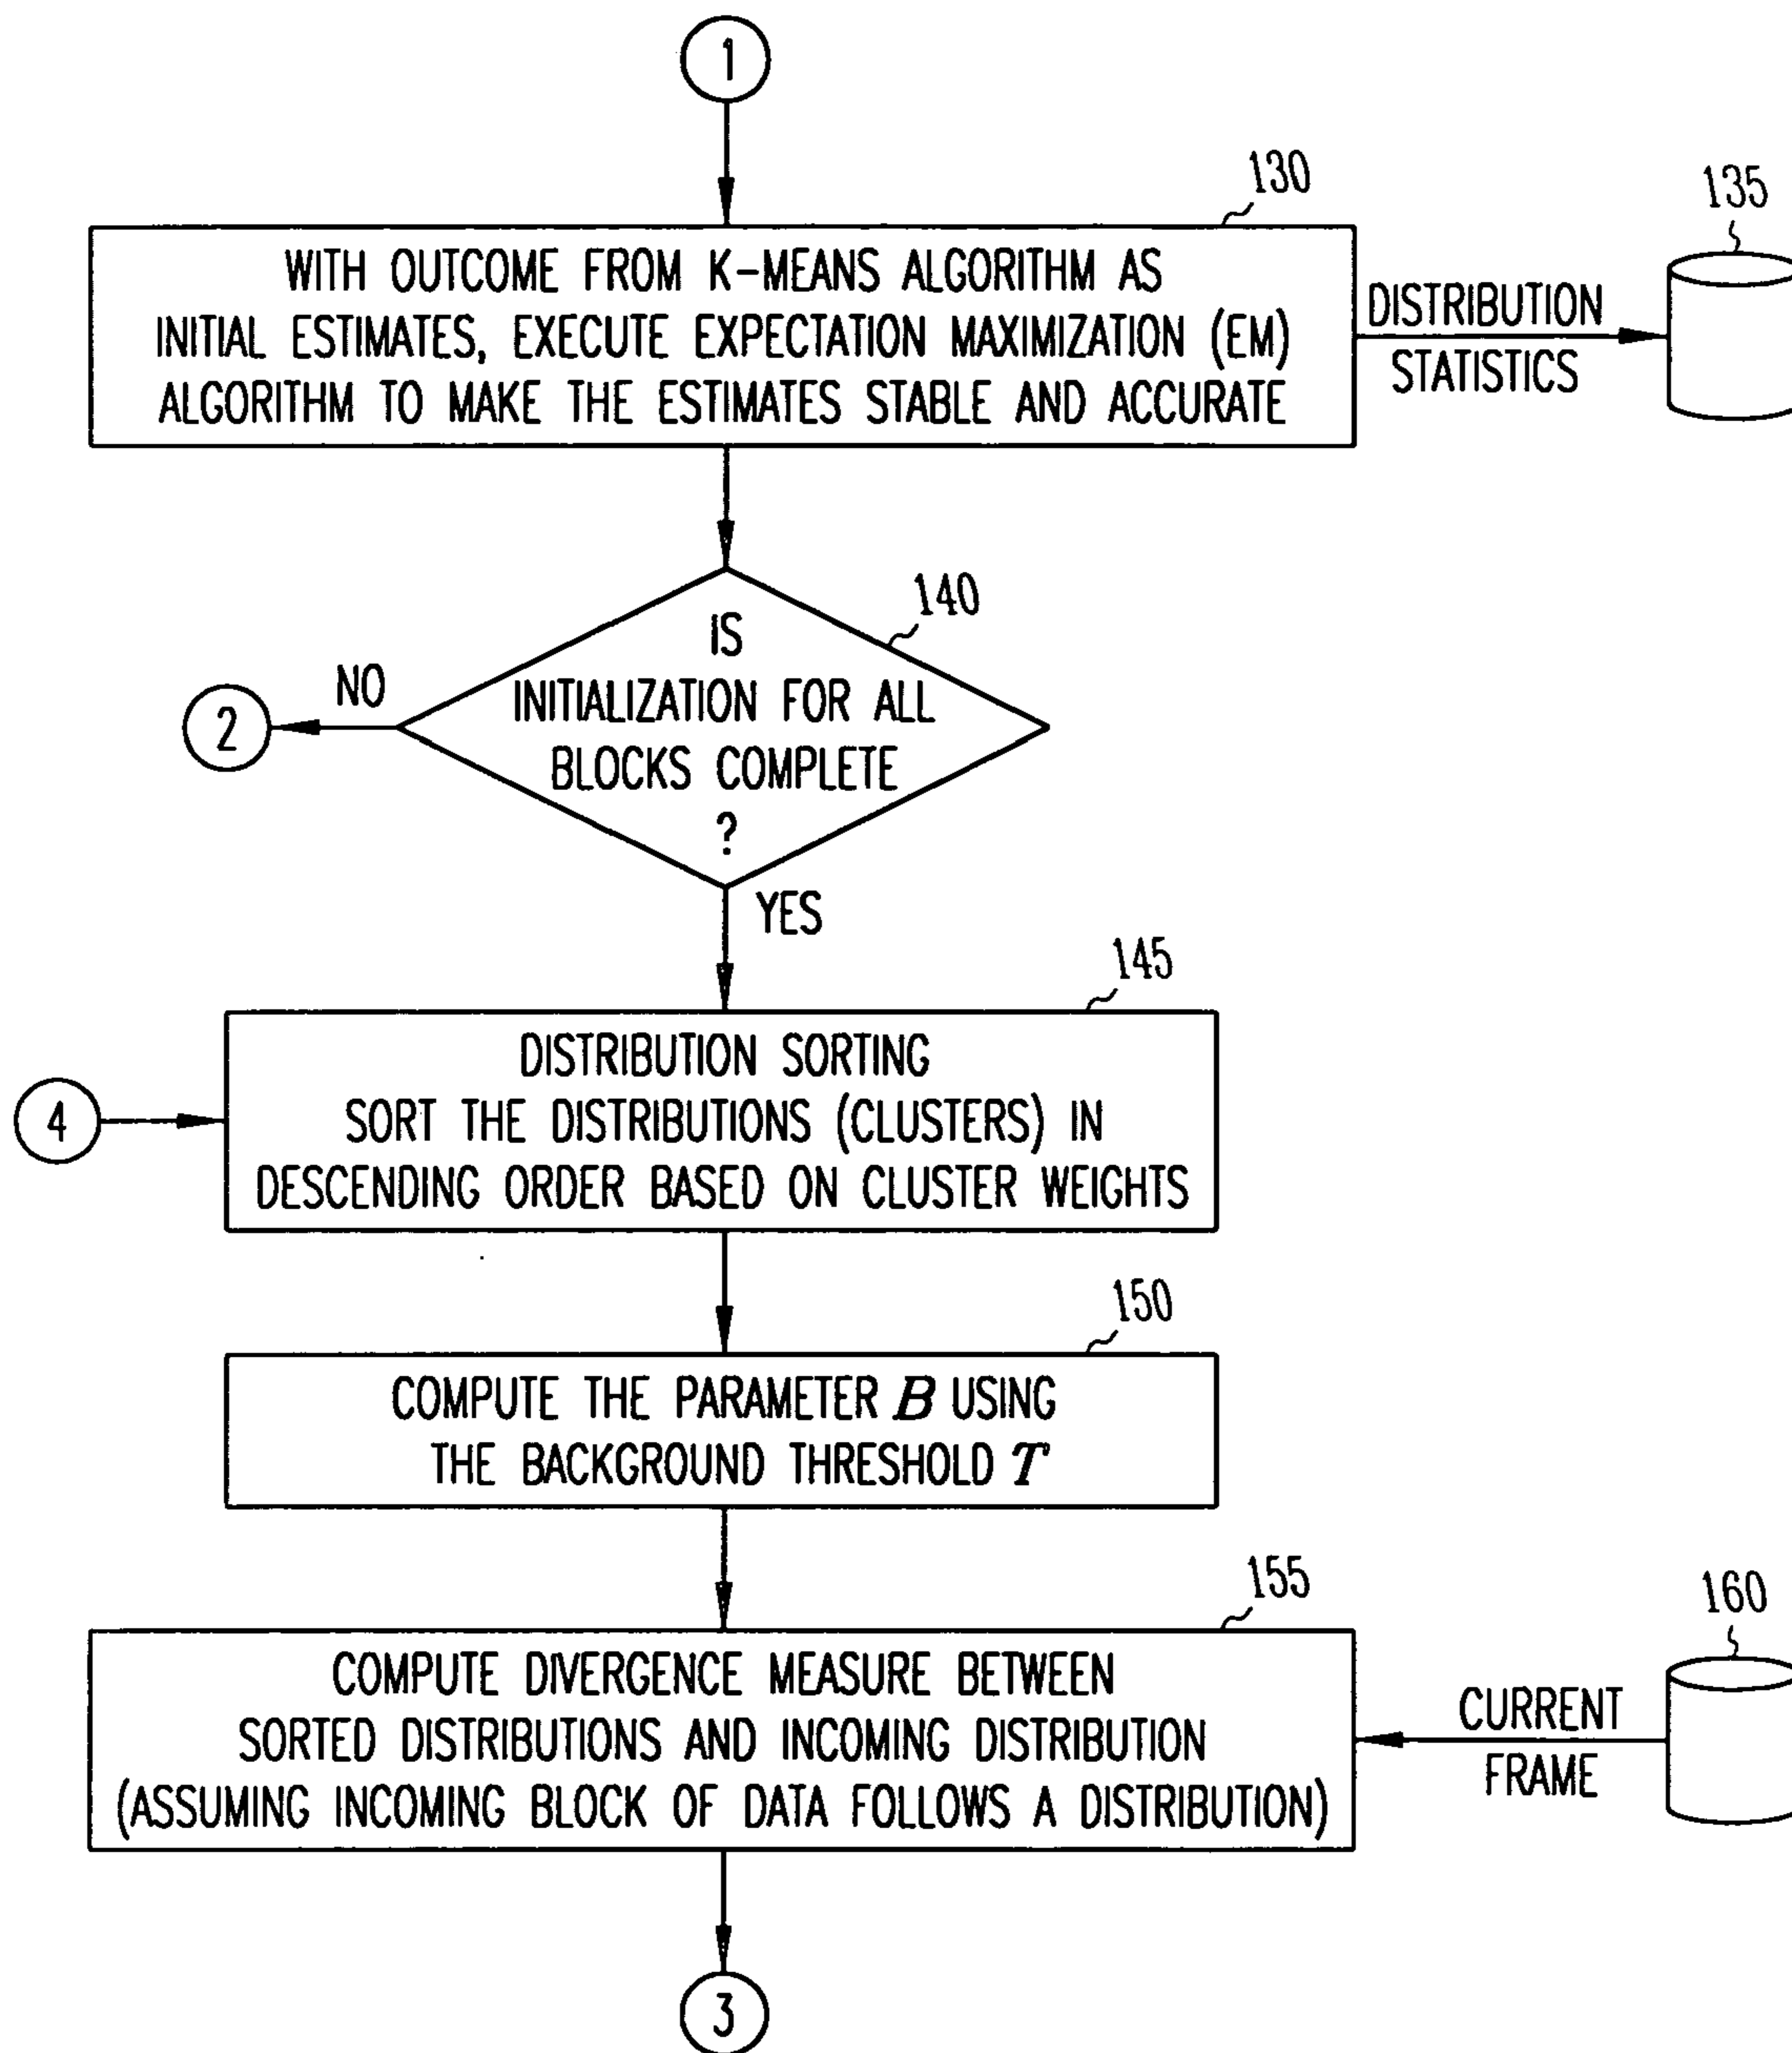 1
130
WITH OUTCOME FROM K-MEANS ALGORITHM AS
INITIAL ESTIMATES, EXECUTE EXPECTATION MAXIMIZATION (EM)
ALGORITHM TO MAKE THE ESTIMATES STABLE AND ACCURATE
DISTRIBUTION
STATISTICS
135
140
IS
INITIALIZATION FOR ALL
BLOCKS COMPLETE
?
NO
2
YES
145
4
DISTRIBUTION SORTING
SORT THE DISTRIBUTIONS (CLUSTERS) IN
DESCENDING ORDER BASED ON CLUSTER WEIGHTS
150
COMPUTE THE PARAMETER B USING
THE BACKGROUND THRESHOLD T
155
COMPUTE DIVERGENCE MEASURE BETWEEN
SORTED DISTRIBUTIONS AND INCOMING DISTRIBUTION
(ASSUMING INCOMING BLOCK OF DATA FOLLOWS A DISTRIBUTION)
CURRENT
FRAME
160
3